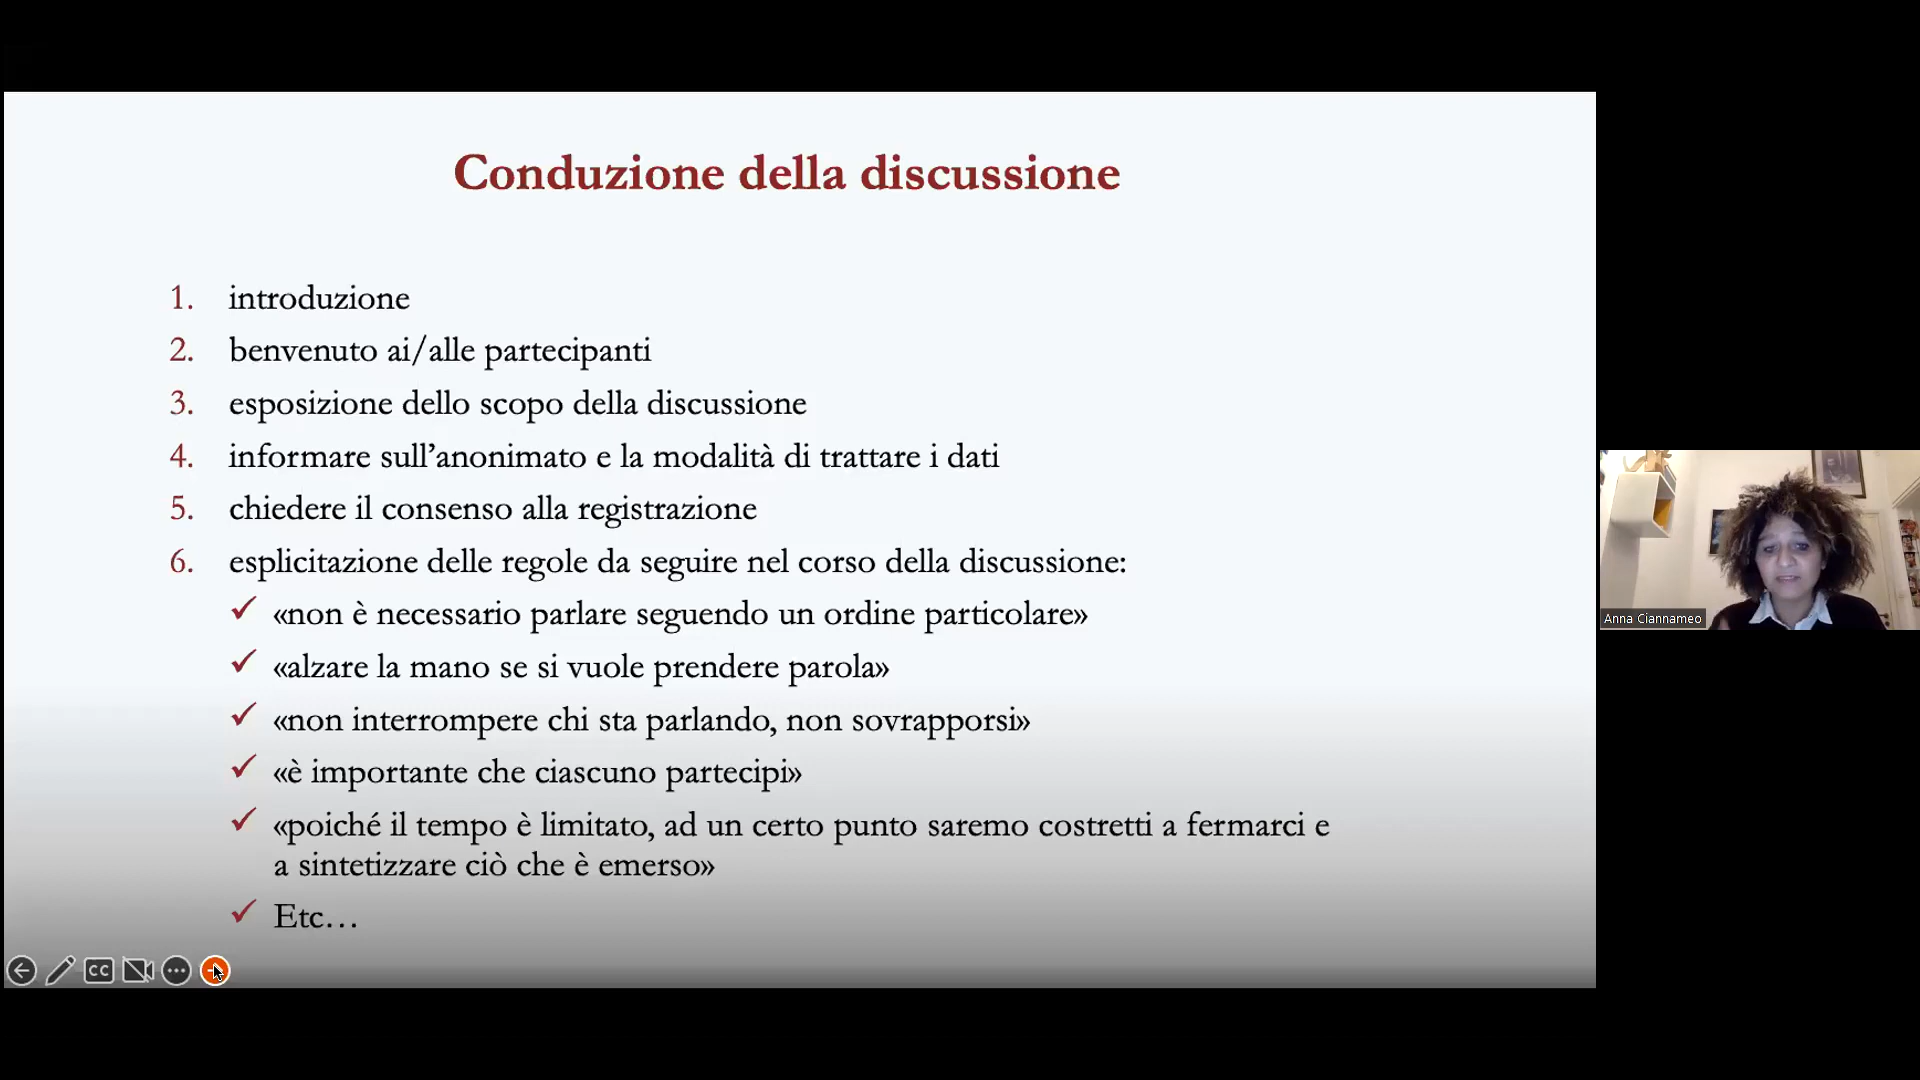 Conduzione della discussione
1. introduzione
2. benvenuto ai/alle partecipanti
3. esposizione dello scopo della discussione
4. informare sull’anonimato e la modalità di trattare i dati
5. chiedere il consenso alla registrazione
6. esplicitazione delle regole da seguire nel corso della discussione:
✓ «non è necessario parlare seguendo un ordine particolare»
✓ «alzare la mano se si vuole prendere parola»
✓ «non interrompere chi sta parlando, non sovrapporsi»
✓ «è importante che ciascuno partecipi»
✓ «poiché il tempo è limitato, ad un certo punto saremo costretti a fermarci e
a sintetizzare ciò che è emerso»
✓ Etc…
CC
Anna Ciannameo